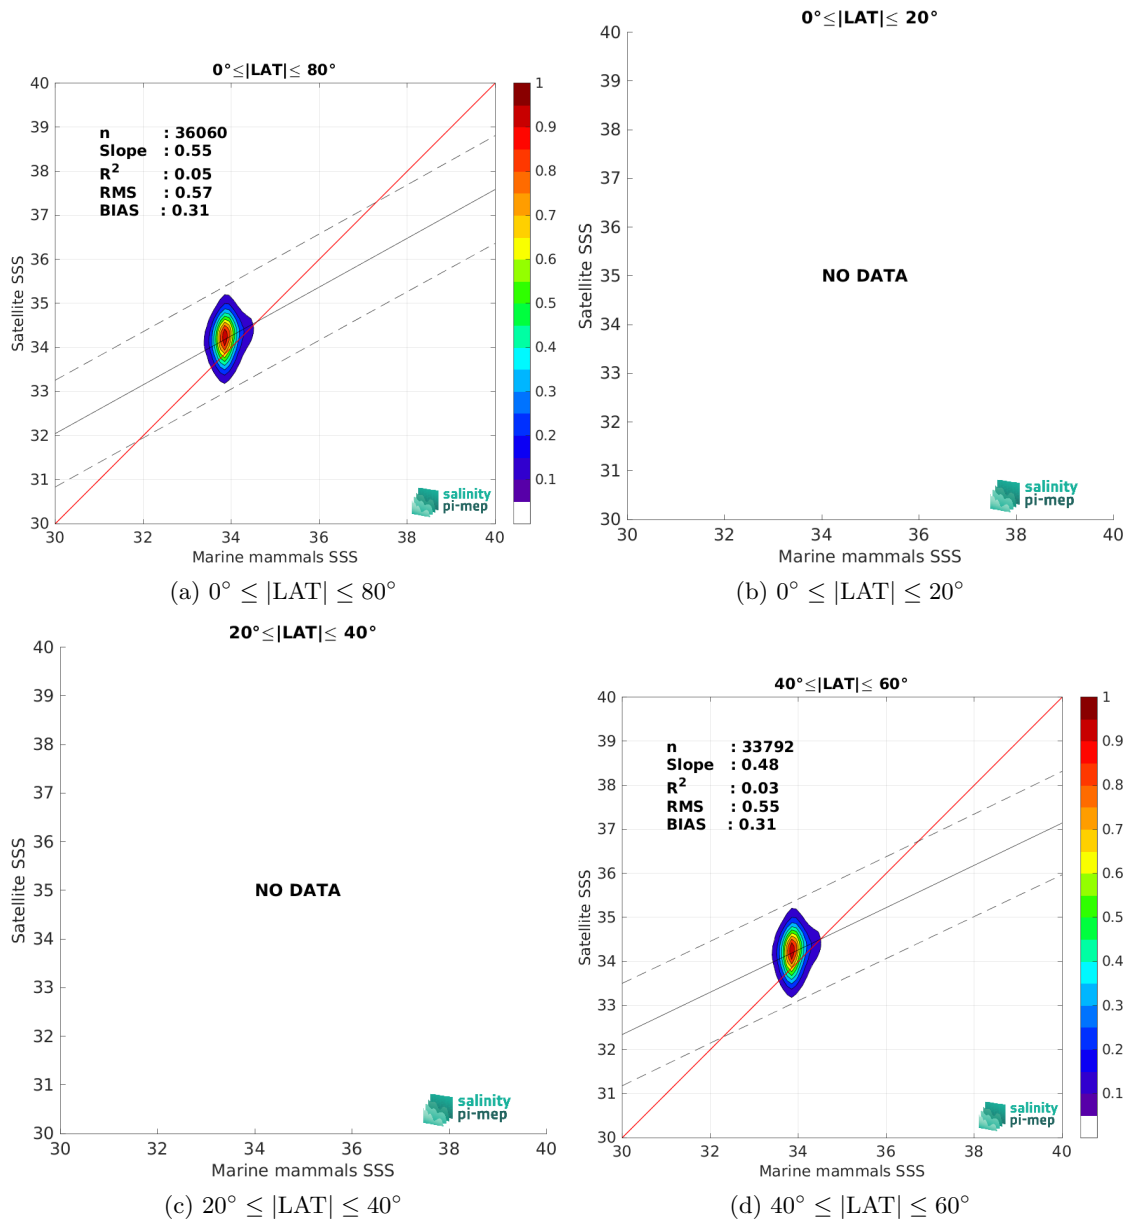 0°≤|LAT|≤ 80°
40
39
38
37
36
35
34
33
32
31
30
Satellite SSS
n : 36060
Slope : 0.55
R² : 0.05
RMS : 0.57
BIAS : 0.31
salinity
pi-mep
30 32 34 36 38 40
Marine mammals SSS
1
0.9
0.8
0.7
0.6
0.5
0.4
0.3
0.2
0.1
(a) 0° ≤ |LAT| ≤ 80°
0°≤|LAT|≤ 20°
40
39
38
37
36
35
34
33
32
31
30
Satellite SSS
NO DATA
salinity
pi-mep
30 32 34 36 38 40
Marine mammals SSS
(b) 0° ≤ |LAT| ≤ 20°
20°≤|LAT|≤ 40°
40
39
38
37
36
35
34
33
32
31
30
Satellite SSS
NO DATA
salinity
pi-mep
30 32 34 36 38 40
Marine mammals SSS
(c) 20° ≤ |LAT| ≤ 40°
40°≤|LAT|≤ 60°
40
39
38
37
36
35
34
33
32
31
30
Satellite SSS
n : 33792
Slope : 0.48
R² : 0.03
RMS : 0.55
BIAS : 0.31
salinity
pi-mep
30 32 34 36 38 40
Marine mammals SSS
1
0.9
0.8
0.7
0.6
0.5
0.4
0.3
0.2
0.1
(d) 40° ≤ |LAT| ≤ 60°